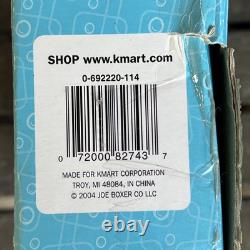 SHOP www.kmart.com
0-692220-114
0 72000 82743 7
MADE FOR KMART CORPORATION
TROY, MI 48084, IN CHINA
© 2004 JOE BOXER CO LLC